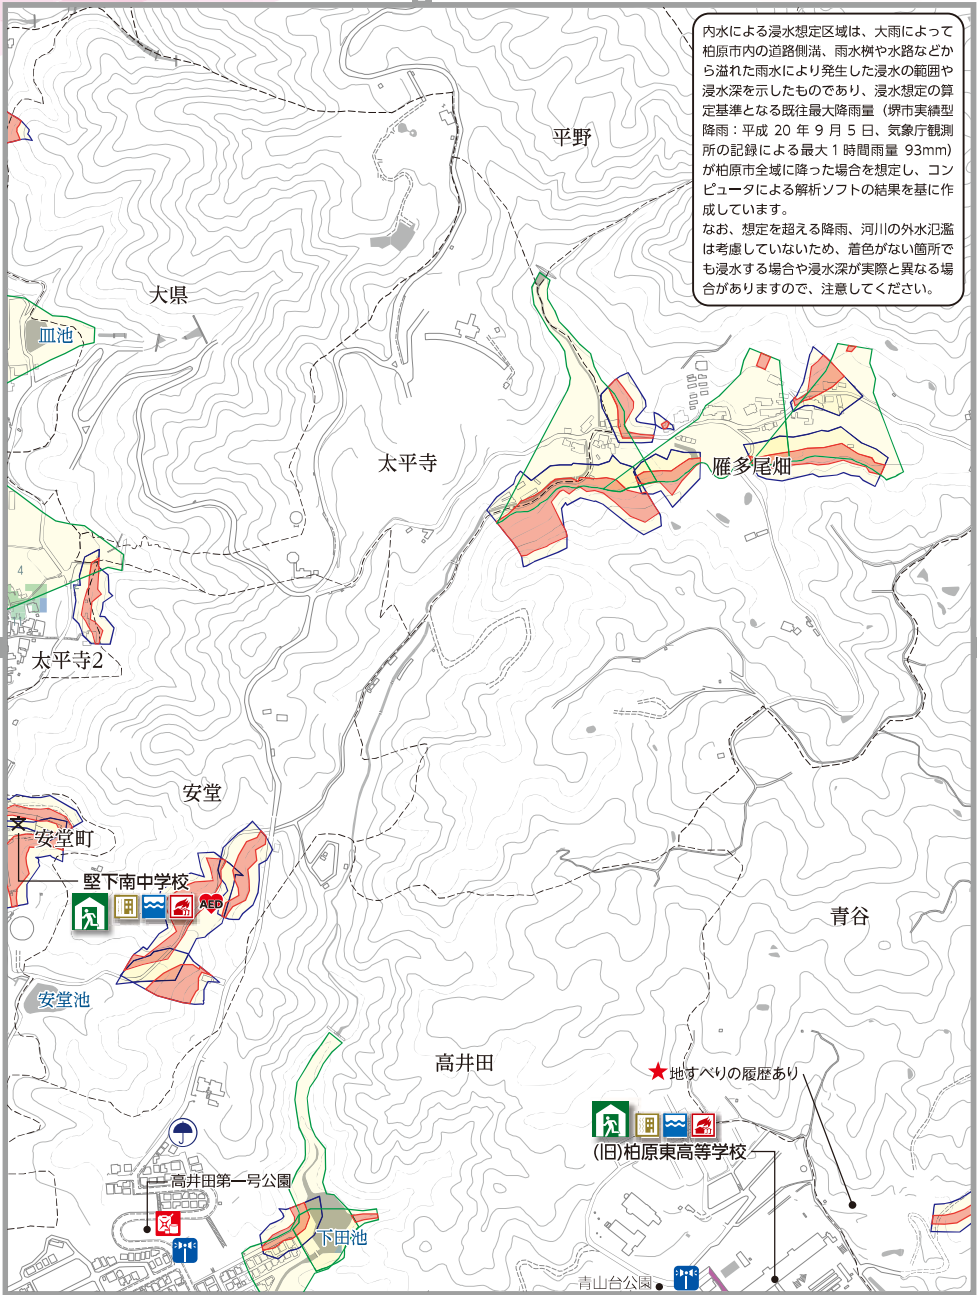 内水による浸水想定区域は、大雨によって
柏原市内の道路側溝、雨水桝や水路などか
ら溢れた雨水により発生した浸水の範囲や
浸水深を示したものであり、浸水想定の算
定基準となる既往最大降雨量（堺市実績型
降雨：平成 20 年 9 月 5 日、気象庁観測
所の記録による最大１時間雨量 93mm）
が柏原市全域に降った場合を想定し、コン
ピュータによる解析ソフトの結果を基に作
成しています。
なお、想定を超える降雨、河川の外水氾濫
は考慮していないため、着色がない箇所で
も浸水する場合や浸水深が実際と異なる場
合がありますので、注意してください。
平野
大県
皿池
太平寺
雁多尾畑
4
太平寺2
安堂
安堂町
堅下南中学校
AED
青谷
安堂池
高井田
★地すべりの履歴あり
(旧)柏原東高等学校
高井田第一号公園
下田池
青山台公園